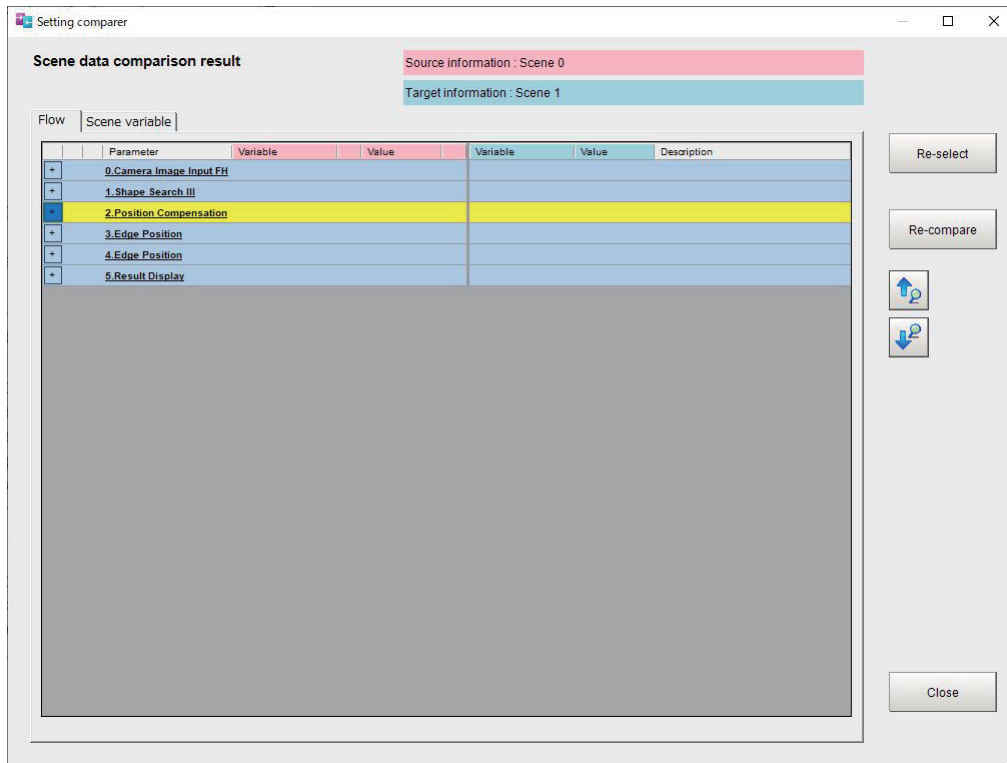 Setting comparer
Scene data comparison result
Source information : Scene 0
Target information : Scene 1
Flow Scene variable
Parameter Variable Value Variable Value Description
+ 0.Camera Image Input FH
+ 1.Shape Search III
+ 2.Position Compensation
+ 3.Edge Position
+ 4.Edge Position
+ 5.Result Display
Re-select
Re-compare
Close